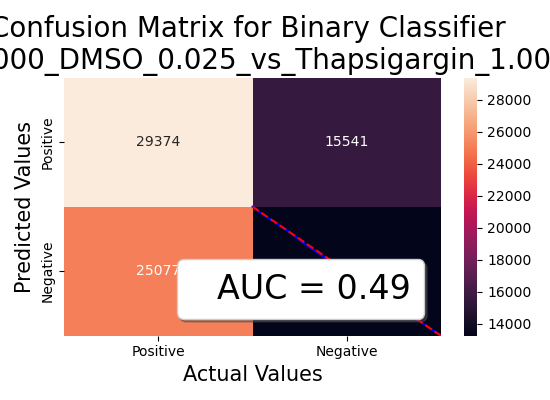 Confusion Matrix for Binary Classifier
000_DMSO_0.025_vs_Thapsigargin_1.00
Predicted Values
Positive
Negative
29374
15541
25077
AUC = 0.49
Positive
Negative
Actual Values
28000
26000
24000
22000
20000
18000
16000
14000